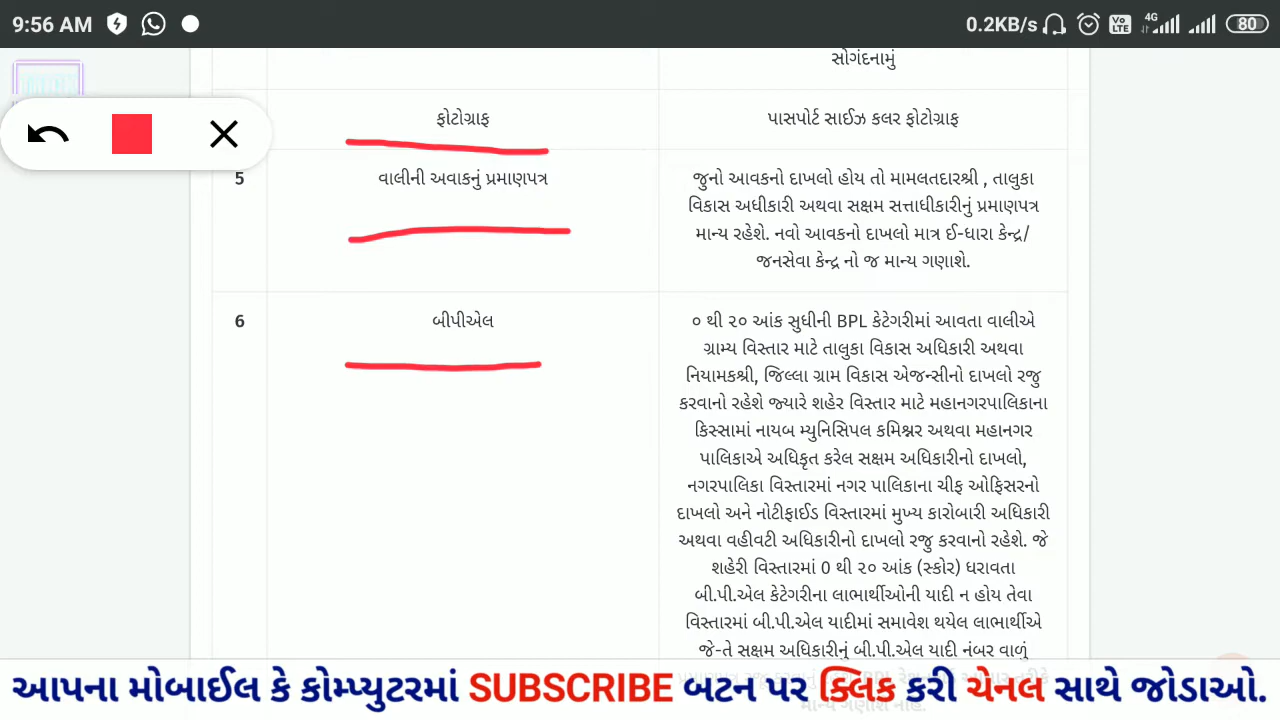 9:56 AM
0.2KB/s
Vo LTE
4G
80
સોગંદનામું
ફોટોગ્રાફ
પાસપોર્ટ સાઈઝ કલર ફોટોગ્રાફ
5
વાલીની અવાકનું પ્રમાણપત્ર
જુનો આવકનો દાખલો હોય તો મામલતદારશ્રી , તાલુકા
વિકાસ અધીકારી અથવા સક્ષમ સત્તાધીકારીનું પ્રમાણપત્ર
માન્ય રહેશે. નવો આવકનો દાખલો માત્ર ઈ-ધારા કેન્દ્ર/
જનસેવા કેન્દ્ર નો જ માન્ય ગણાશે.
6
બીપીએલ
૦ થી ૨૦ આંક સુધીની BPL કેટેગરીમાં આવતા વાલીએ
ગ્રામ્ય વિસ્તાર માટે તાલુકા વિકાસ અધિકારી અથવા
નિયામકશ્રી, જિલ્લા ગ્રામ વિકાસ એજન્સીનો દાખલો રજુ
કરવાનો રહેશે જ્યારે શહેર વિસ્તાર માટે મહાનગરપાલિકાના
કિસ્સામાં નાયબ મ્યુનિસિપલ કમિશ્નર અથવા મહાનગર
પાલિકાએ અધિકૃત કરેલ સક્ષમ અધિકારીનો દાખલો,
નગરપાલિકા વિસ્તારમાં નગર પાલિકાના ચીફ ઓફિસરનો
દાખલો અને નોટીફાઈડ વિસ્તારમાં મુખ્ય કારોબારી અધિકારી
અથવા વહીવટી અધિકારીનો દાખલો રજુ કરવાનો રહેશે. જે
શહેરી વિસ્તારમાં 0 થી ૨૦ આંક (સ્કોર) ધરાવતા
બી.પી.એલ કેટેગરીના લાભાર્થીઓની યાદી ન હોય તેવા
વિસ્તારમાં બી.પી.એલ યાદીમાં સમાવેશ થયેલ લાભાર્થીએ
જે-તે સક્ષમ અધિકારીનું બી.પી.એલ યાદી નંબર વાળું
આપના મોબાઈલ કે કોમ્પ્યુટરમાં SUBSCRIBE બટન પર ક્લિક કરી ચેનલ સાથે જોડાઓ.
માન્ય ગણાશે નહિ.